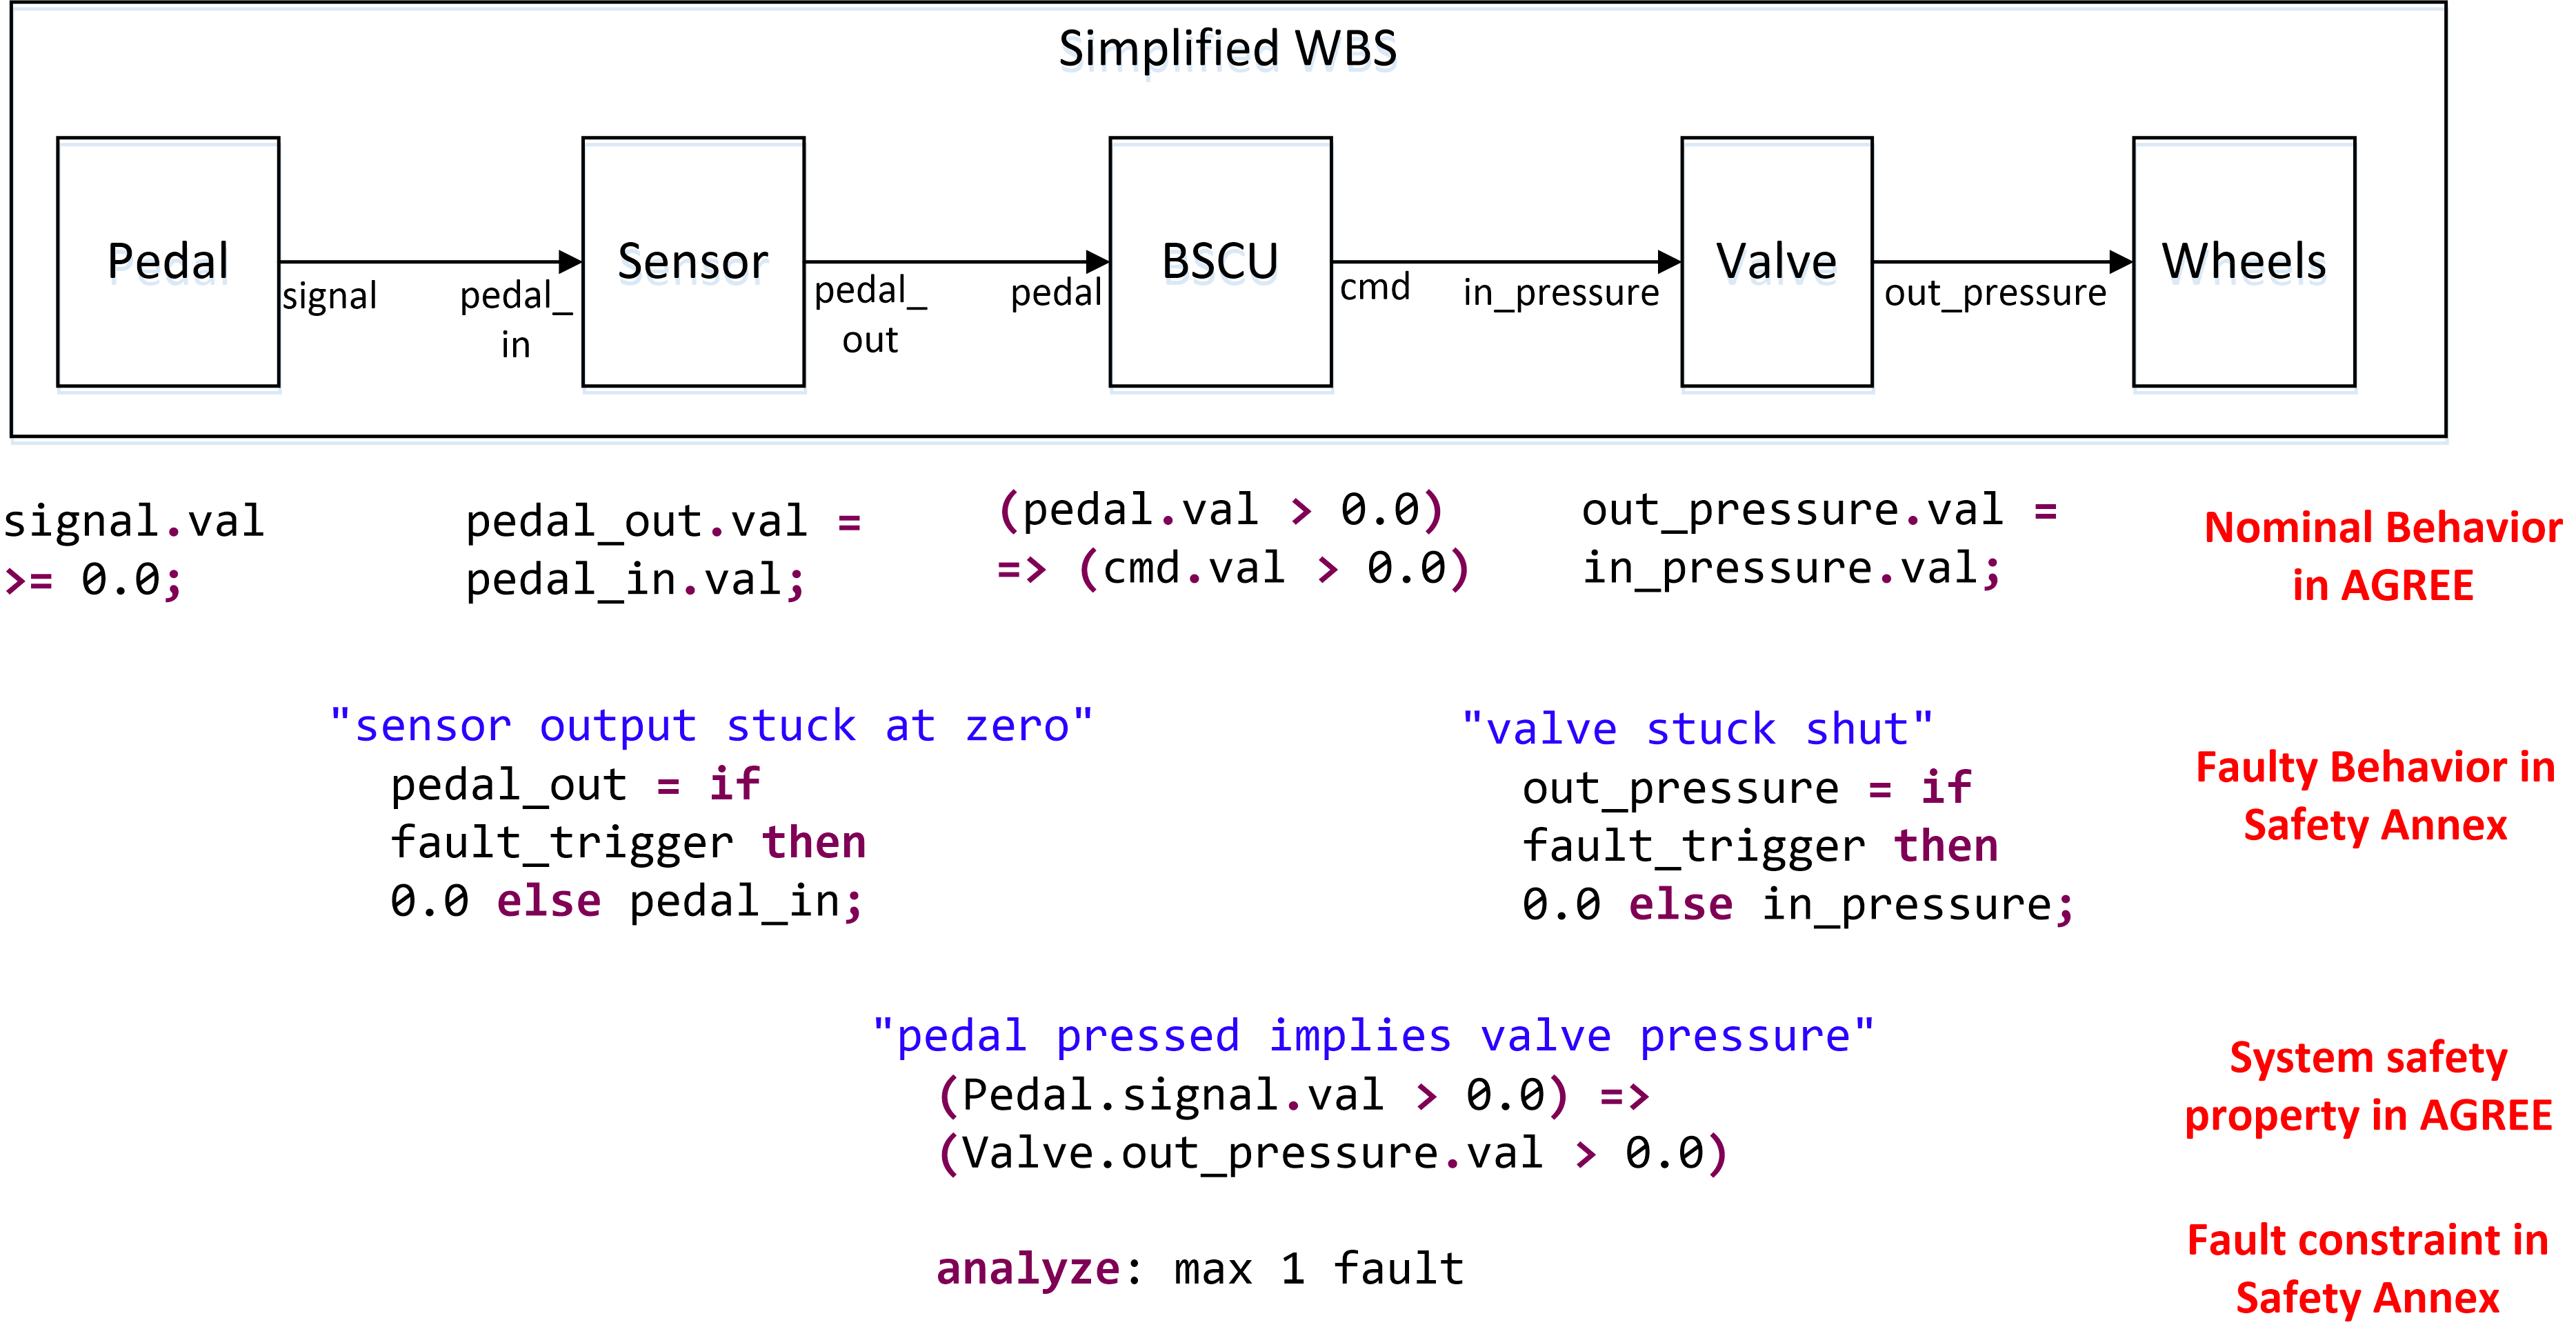 Simplified WBS
Pedal
Sensor
BSCU
Valve
Wheels
signal
pedal_
in
pedal_
out
pedal
cmd
in_pressure
out_pressure
signal.val
>= 0.0;
pedal_out.val =
pedal_in.val;
(pedal.val > 0.0)
=> (cmd.val > 0.0)
out_pressure.val =
in_pressure.val;
Nominal Behavior
in AGREE
"sensor output stuck at zero"
pedal_out = if
fault_trigger then
0.0 else pedal_in;
"valve stuck shut"
out_pressure = if
fault_trigger then
0.0 else in_pressure;
Faulty Behavior in
Safety Annex
"pedal pressed implies valve pressure"
(Pedal.signal.val > 0.0) =>
(Valve.out_pressure.val > 0.0)
System safety
property in AGREE
analyze: max 1 fault
Fault constraint in
Safety Annex